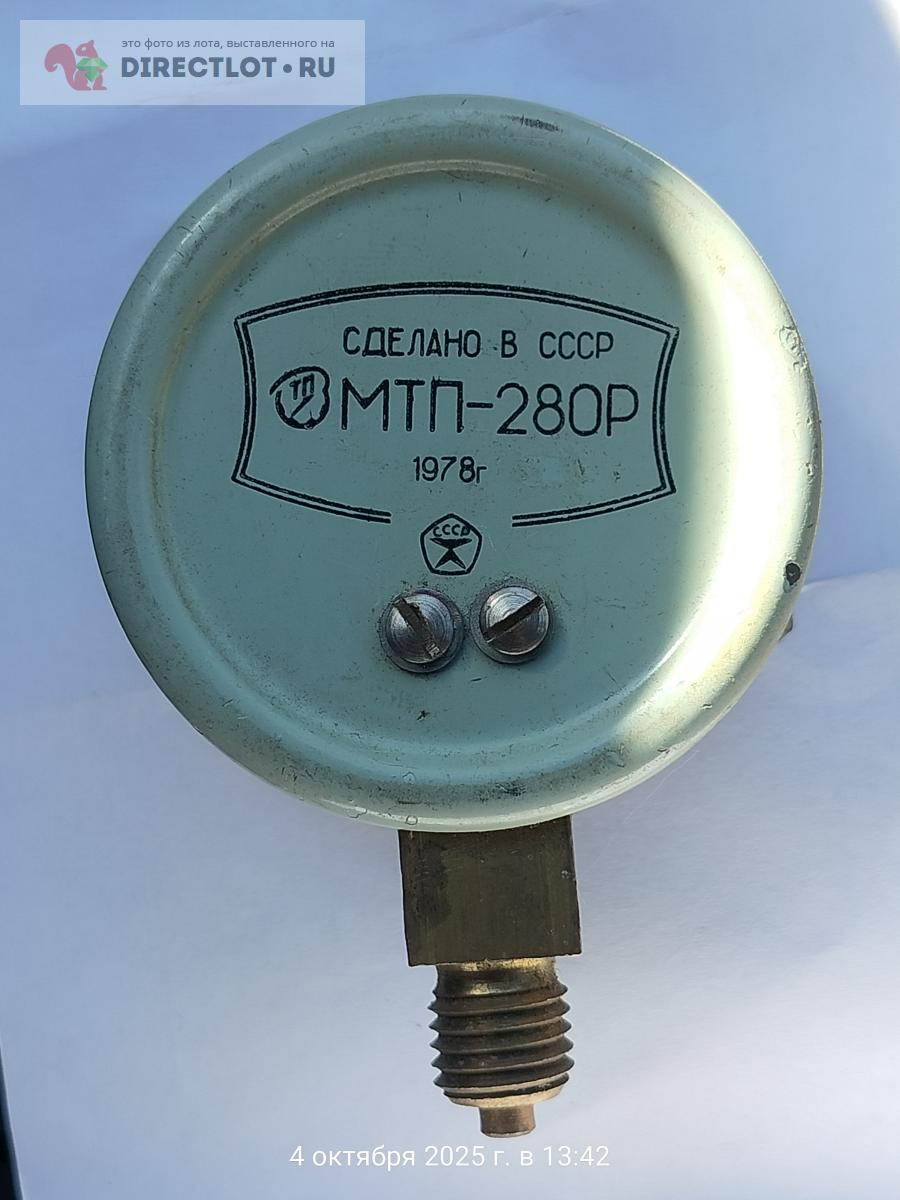 это фото из лота, выставленного на
DIRECTLOT•RU
СДЕЛАНО В СССР
ТП МТП-280Р
1978г
СССР
4 октября 2025 г. в 13:42